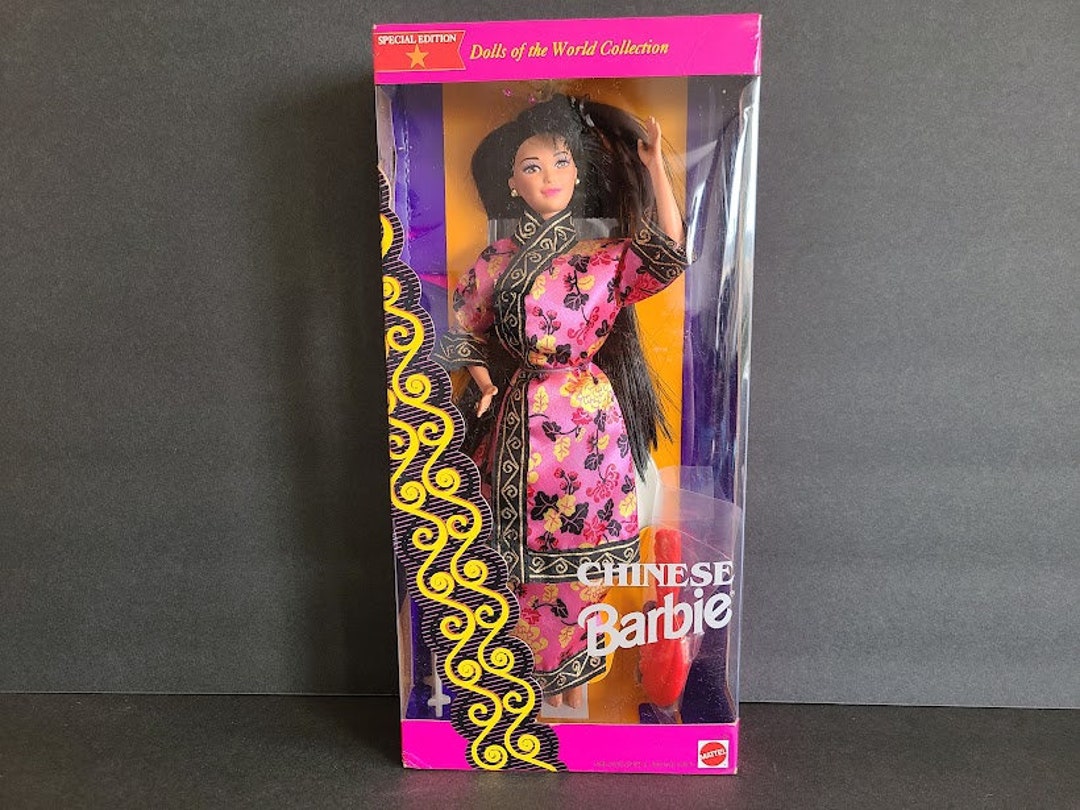 SPECIAL EDITION
Dolls of the World Collection
CHINESE
Barbie®
MATTEL